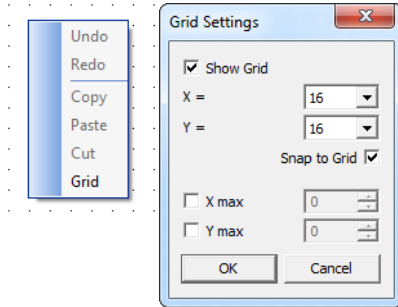 Undo
Redo
Copy
Paste
Cut
Grid
Grid Settings
Show Grid
X = 16
Y = 16
Snap to Grid
X max 0
Y max 0
OK Cancel